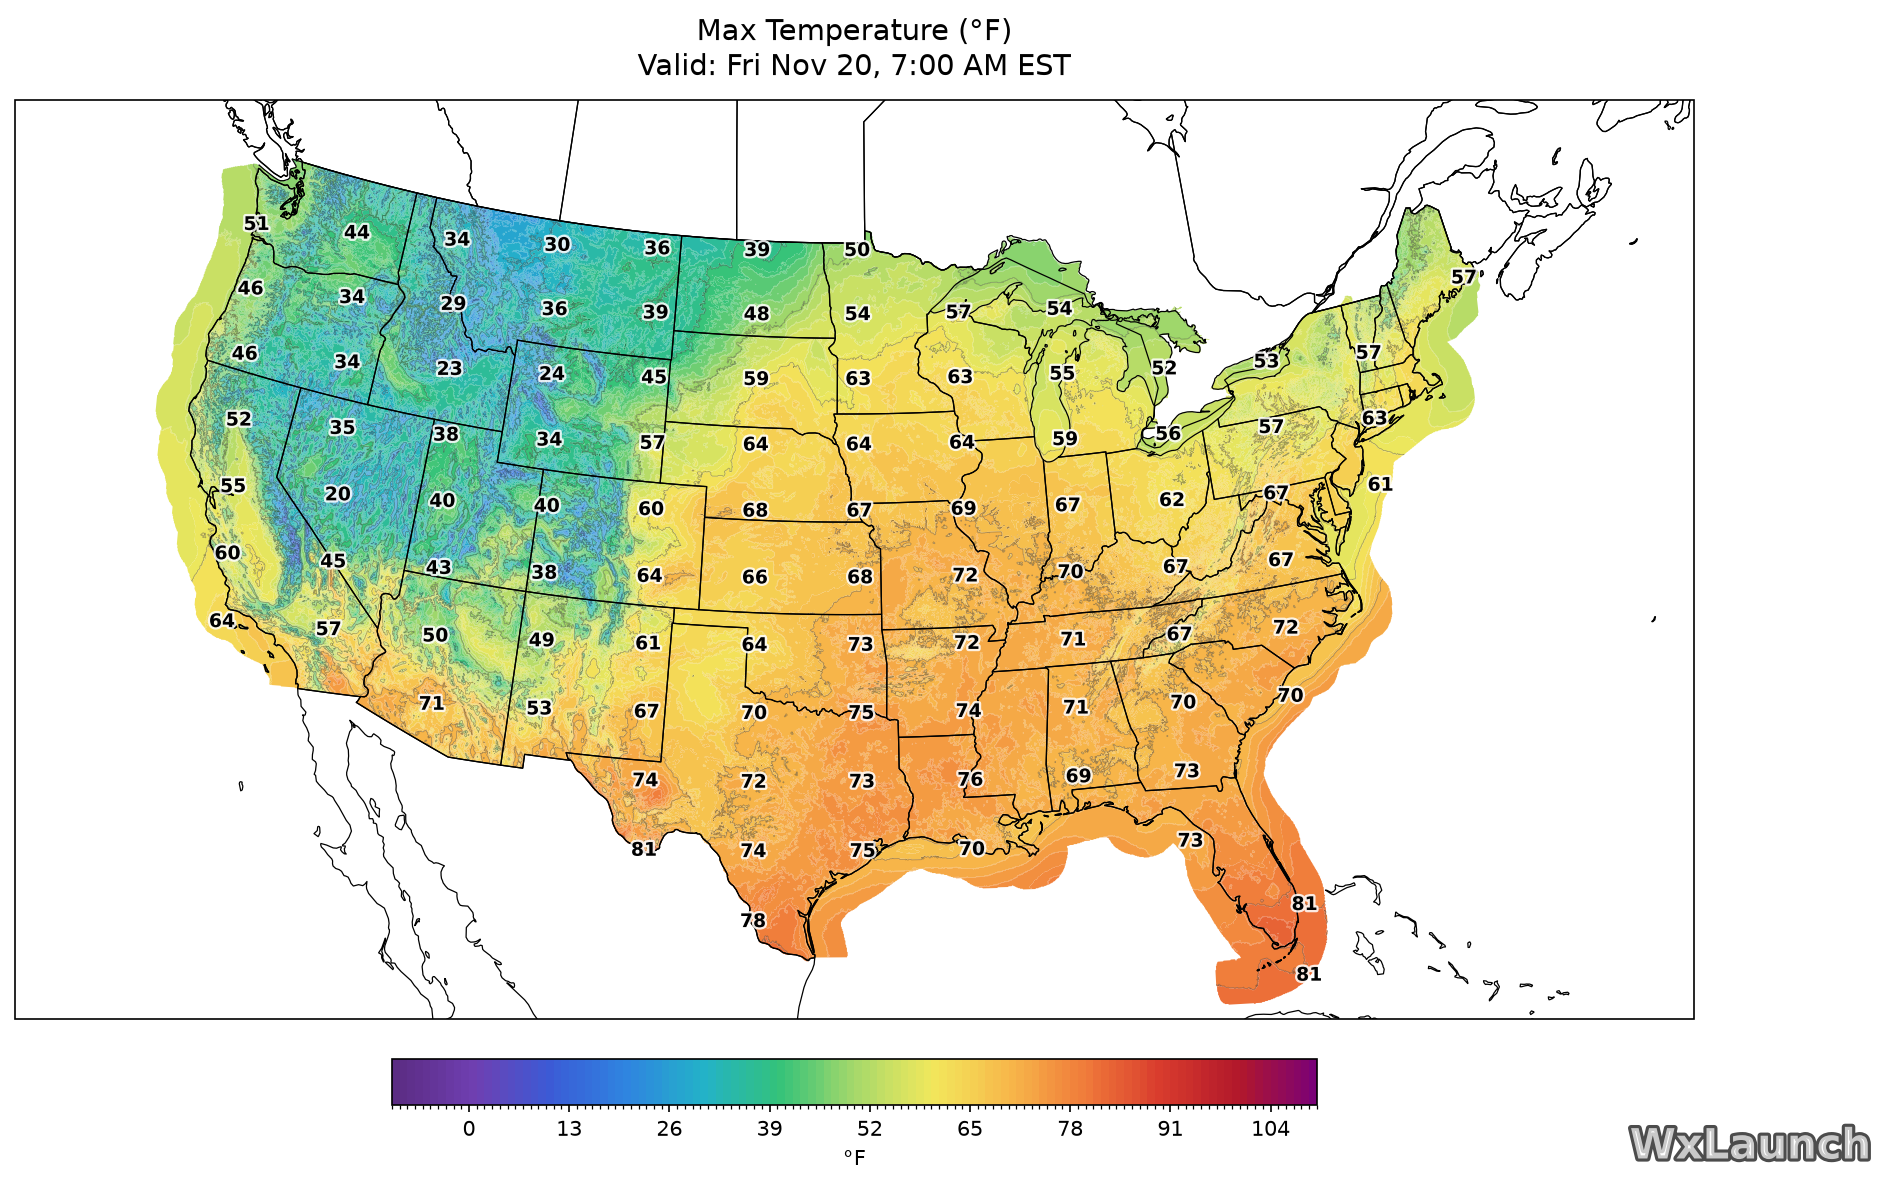 Max Temperature (°F)
Valid: Fri Nov 20, 7:00 AM EST
51 44 34 30 36 39 50
57
46 34 29 36 39 48 54 57 54
46 34 23 24 45 59 63 63 55 52 53 57
52 35 38 34 57 64 64 64 59 56 57 63
55 20 40 40 60 68 67 69 67 62 67 61
60 45 43 38 64 66 68 72 70 67 67
64 57 50 49 61 64 73 72 71 67 72
71 53 67 70 75 74 71 70 70
74 72 73 76 69 73
81 74 75 70 73
78 81
81
0 13 26 39 52 65 78 91 104
°F
WxLaunch